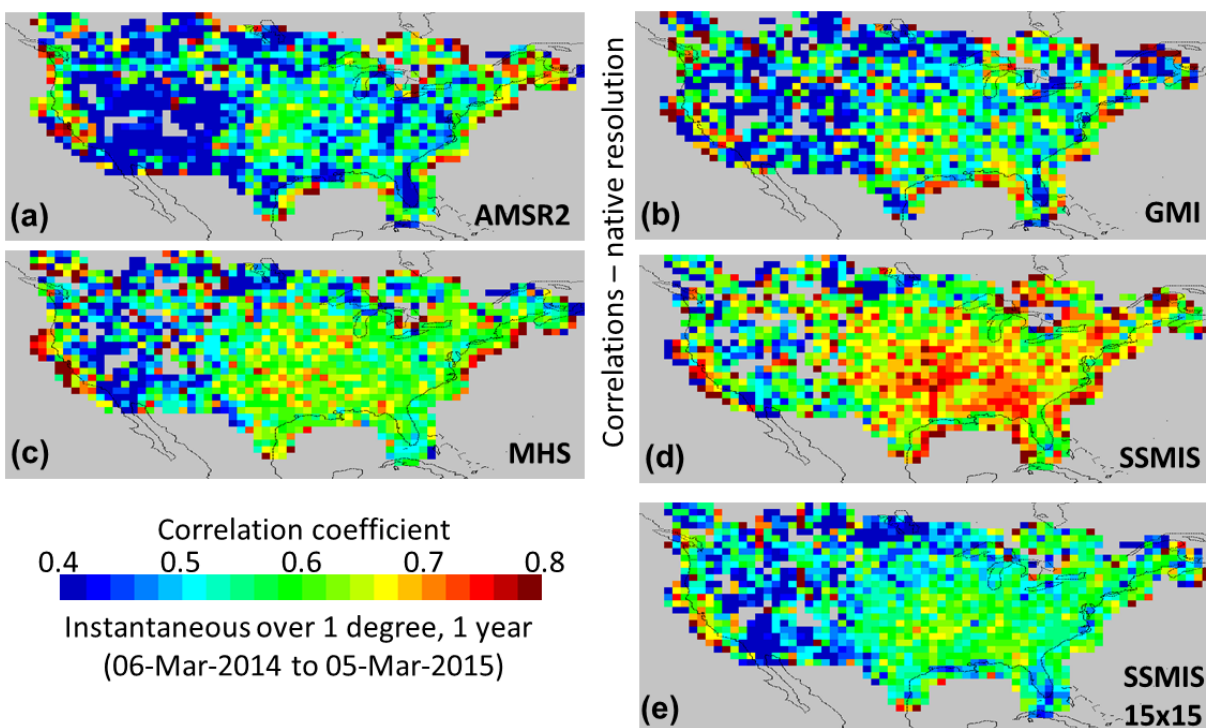 (a)
AMSR2
Correlations – native resolution
(b)
GMI
(c)
MHS
(d)
SSMIS
Correlation coefficient
0.4 0.5 0.6 0.7 0.8
Instantaneous over 1 degree, 1 year
(06-Mar-2014 to 05-Mar-2015)
(e)
SSMIS
15x15